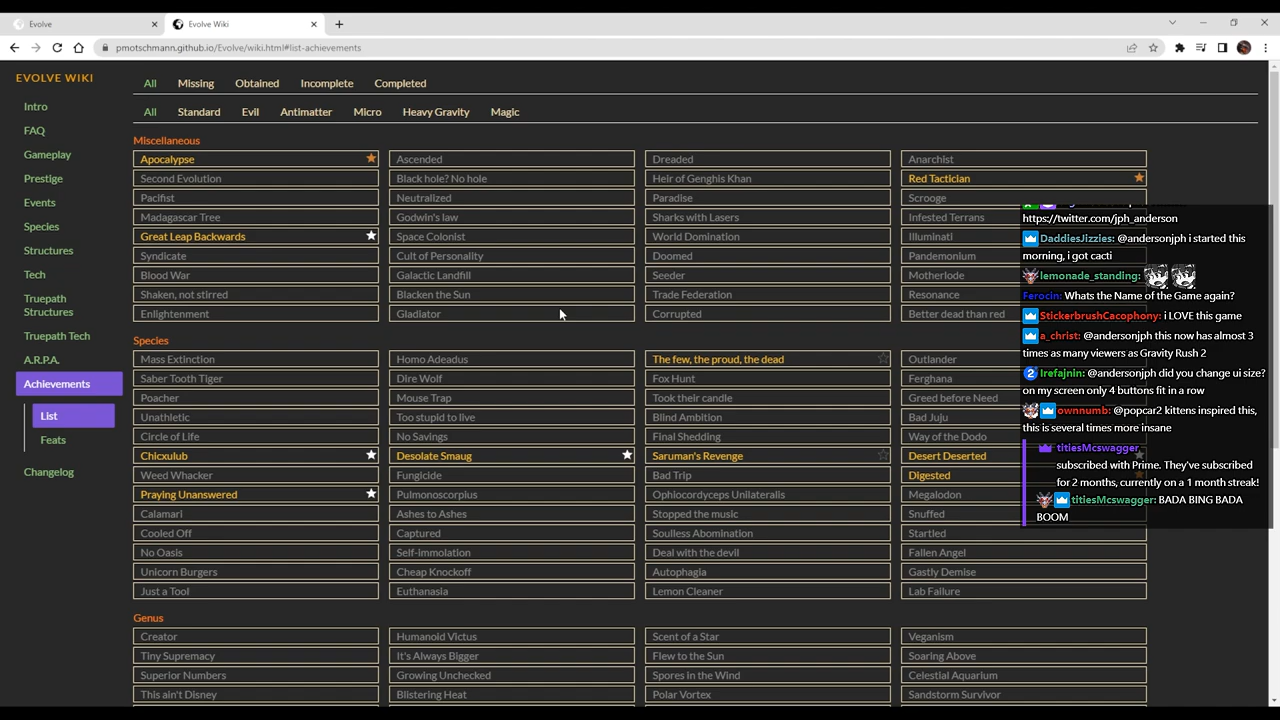 Evolve
Evolve Wiki
pmotschmann.github.io/Evolve/wiki.html#list-achievements
EVOLVE WIKI
Intro
FAQ
Gameplay
Prestige
Events
Species
Structures
Tech
Truepath
Structures
Truepath Tech
A.R.P.A.
Achievements
List
Feats
Changelog
All Missing Obtained Incomplete Completed
All Standard Evil Antimatter Micro Heavy Gravity Magic
Miscellaneous
Apocalypse Ascended Dreaded Anarchist
Second Evolution Black hole? No hole Heir of Genghis Khan Red Tactician
Pacifist Neutralized Paradise Scrooge
Madagascar Tree Godwin's law Sharks with Lasers Infested Terrans
Great Leap Backwards Space Colonist World Domination Illuminati
Syndicate Cult of Personality Doomed Pandemonium
Blood War Galactic Landfill Seeder Motherlode
Shaken, not stirred Blacken the Sun Trade Federation Resonance
Enlightenment Gladiator Corrupted Better dead than red
Species
Mass Extinction Homo Adeadus The few, the proud, the dead Outlander
Saber Tooth Tiger Dire Wolf Fox Hunt Ferghana
Poacher Mouse Trap Took their candle Greed before Need
Unathletic Too stupid to live Blind Ambition Bad Juju
Circle of Life No Savings Final Shedding Way of the Dodo
Chicxulub Desolate Smaug Saruman's Revenge Desert Deserted
Weed Whacker Fungicide Bad Trip Digested
Praying Unanswered Pulmonoscorpius Ophiocordyceps Unilateralis Megalodon
Calamari Ashes to Ashes Stopped the music Snuffed
Cooled Off Captured Soulless Abomination Startled
No Oasis Self-immolation Deal with the devil Fallen Angel
Unicorn Burgers Cheap Knockoff Autophagia Gastly Demise
Just a Tool Euthanasia Lemon Cleaner Lab Failure
Genus
Creator Humanoid Victus Scent of a Star Veganism
Tiny Supremacy It's Always Bigger Flew to the Sun Soaring Above
Superior Numbers Growing Unchecked Spores in the Wind Celestial Aquarium
This ain't Disney Blistering Heat Polar Vortex Sandstorm Survivor
https://twitter.com/jph_anderson
DaddiesJizzies: @andersonjph i started this
morning, i got cacti
lemonade_standing:
Ferocin: Whats the Name of the Game again?
StickerbrushCacophony: i LOVE this game
a_christ: @andersonjph this now has almost 3
times as many viewers as Gravity Rush 2
Irefajnin: @andersonjph did you change ui size?
on my screen only 4 buttons fit in a row
ownnumb: @popcar2 kittens inspired this,
this is several times more insane
titiesMcswagger
subscribed with Prime. They've subscribed
for 2 months, currently on a 1 month streak!
titiesMcswagger: BADA BING BADA
BOOM